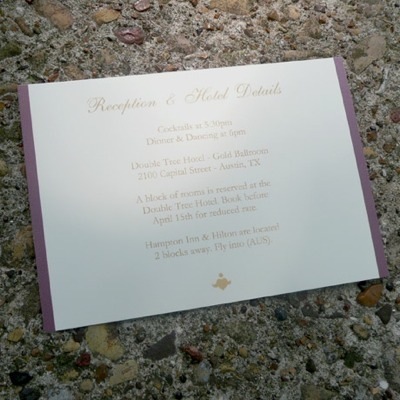 Reception & Hotel Details
Cocktails at 5:30pm
Dinner & Dancing at 6pm
Double Tree Hotel - Gold Ballroom
2100 Capital Street - Austin, TX
A block of rooms is reserved at the
Double Tree Hotel. Book before
April 15th for reduced rate.
Hampton Inn & Hilton are located
2 blocks away. Fly into (AUS)